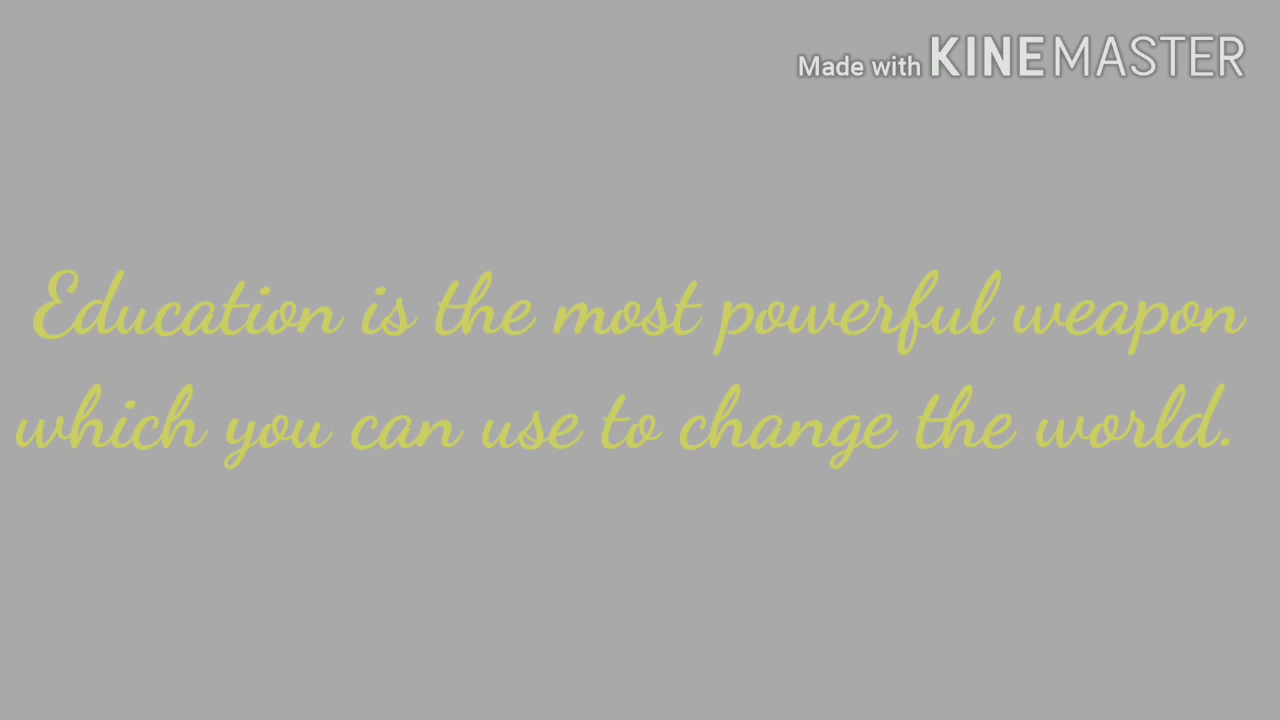 Made with KINEMASTER
Education is the most powerful weapon
which you can use to change the world.